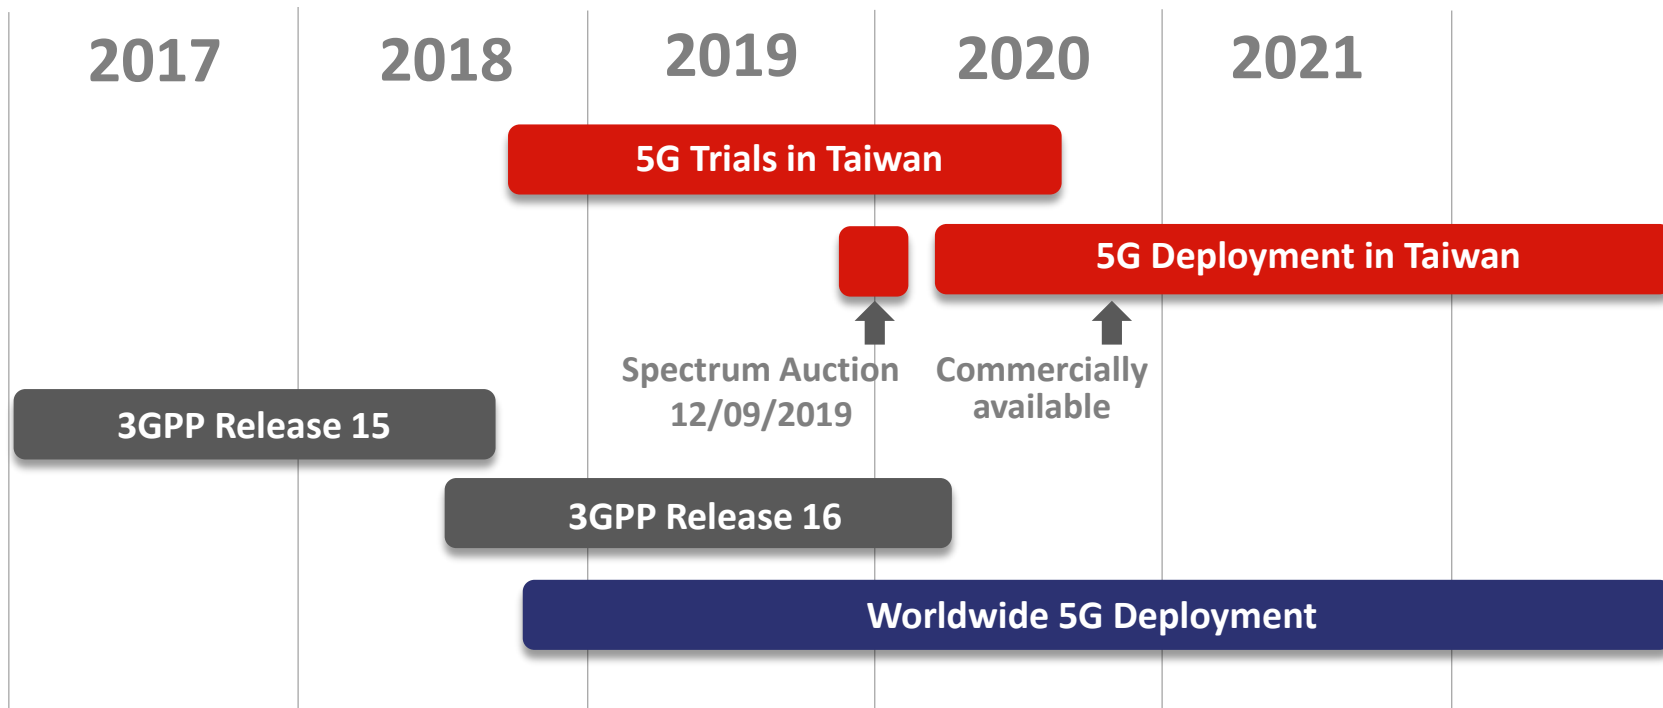 2017
2018
2019
2020
2021
5G Trials in Taiwan
5G Deployment in Taiwan
Spectrum Auction
12/09/2019
Commercially
available
3GPP Release 15
3GPP Release 16
Worldwide 5G Deployment